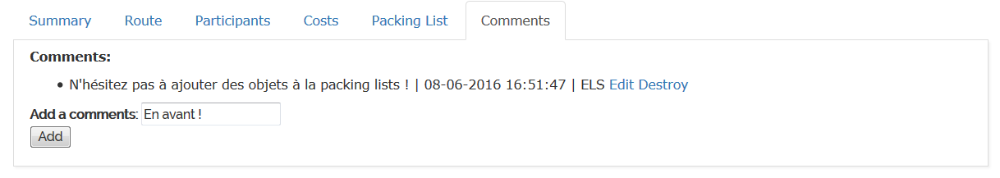 Summary Route Participants Costs Packing List Comments
Comments:
• N'hésitez pas à ajouter des objets à la packing lists ! | 08-06-2016 16:51:47 | ELS Edit Destroy
Add a comments: En avant !
Add